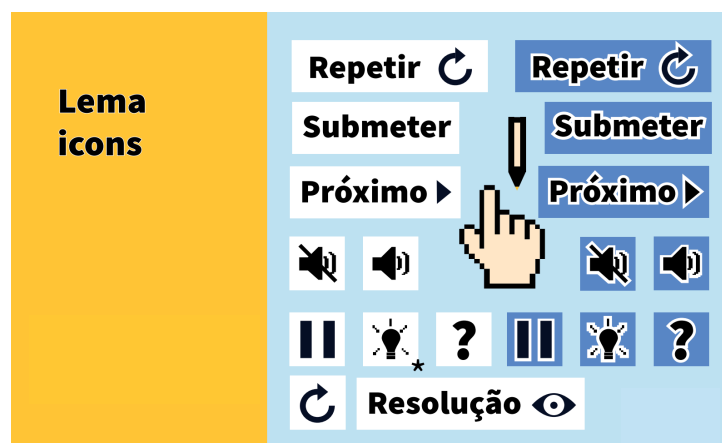 Lema
icons
Repetir
Repetir
Submeter
Submeter
Próximo
Próximo
? ?
*
Resolução